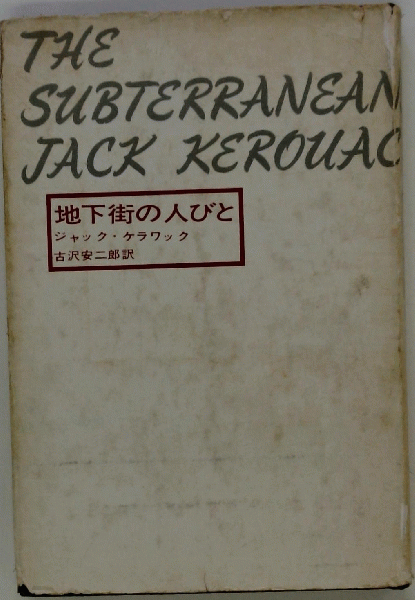 THE
SUBTERRANEAN
JACK KEROUAC
地下街の人びと
ジャック・ケラワック
古沢安二郎訳